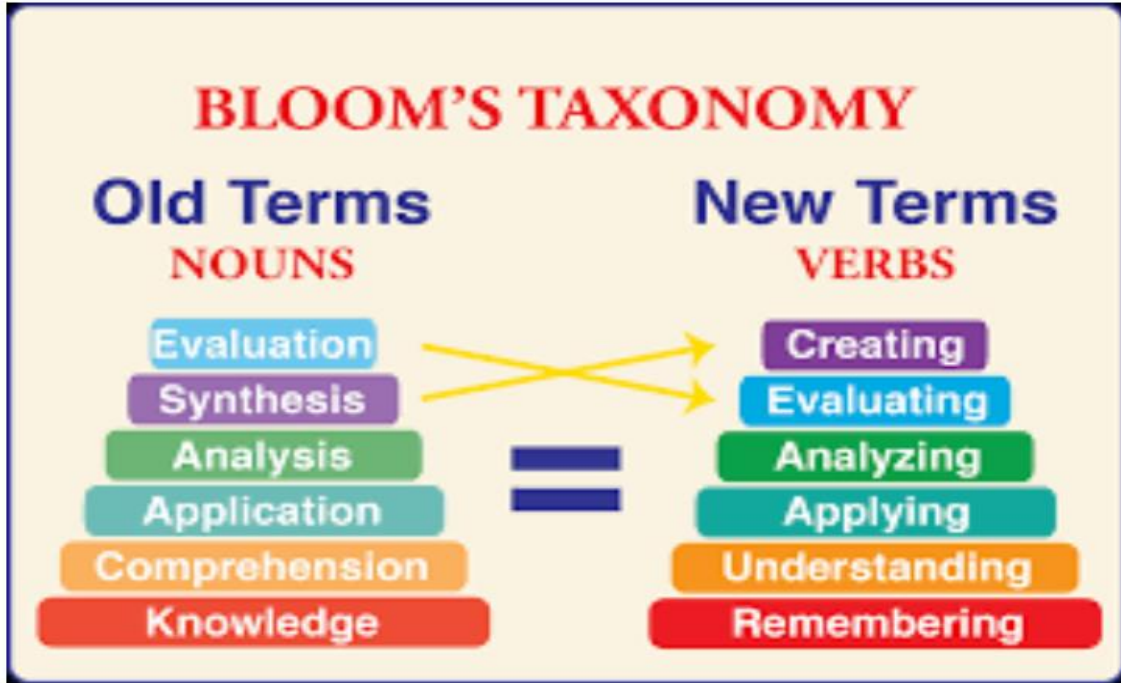 BLOOM'S TAXONOMY
Old Terms
NOUNS
Evaluation
Synthesis
Analysis
Application
Comprehension
Knowledge
=
New Terms
VERBS
Creating
Evaluating
Analyzing
Applying
Understanding
Remembering